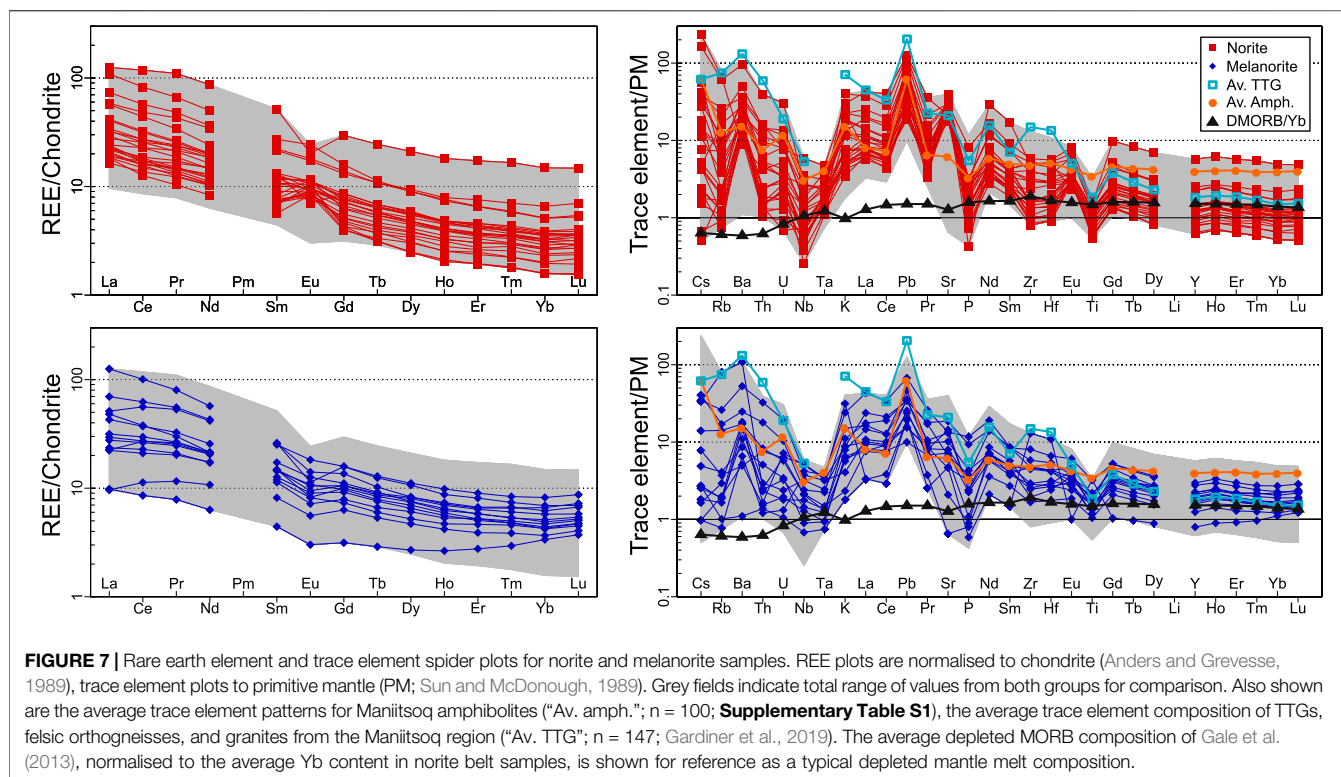 REE/Chondrite
100
10
1
La
Ce
Pr
Nd
Pm
Sm
Eu
Gd
Tb
Dy
Ho
Er
Tm
Yb
Lu
Trace element/PM
100
10
1
0.1
Cs
Rb
Ba
Th
U
Nb
Ta
K
La
Ce
Pb
Pr
Sr
P
Nd
Sm
Zr
Hf
Eu
Ti
Gd
Tb
Dy
Li
Y
Ho
Er
Tm
Yb
Lu
Norite
Melanorite
Av. TTG
Av. Amph.
DMORB/Yb
REE/Chondrite
100
10
1
La
Ce
Pr
Nd
Pm
Sm
Eu
Gd
Tb
Dy
Ho
Er
Tm
Yb
Lu
Trace element/PM
100
10
1
0.1
Cs
Rb
Ba
Th
U
Nb
Ta
K
La
Ce
Pb
Pr
Sr
P
Nd
Sm
Zr
Hf
Eu
Ti
Gd
Tb
Dy
Li
Y
Ho
Er
Tm
Yb
Lu
FIGURE 7 | Rare earth element and trace element spider plots for norite and melanorite samples. REE plots are normalised to chondrite (Anders and Grevesse,
1989), trace element plots to primitive mantle (PM; Sun and McDonough, 1989). Grey fields indicate total range of values from both groups for comparison. Also shown
are the average trace element patterns for Maniitsoq amphibolites (“Av. amph.”; n = 100; Supplementary Table S1), the average trace element composition of TTGs,
felsic orthogneisses, and granites from the Maniitsoq region (“Av. TTG”; n = 147; Gardiner et al., 2019). The average depleted MORB composition of Gale et al.
(2013), normalised to the average Yb content in norite belt samples, is shown for reference as a typical depleted mantle melt composition.